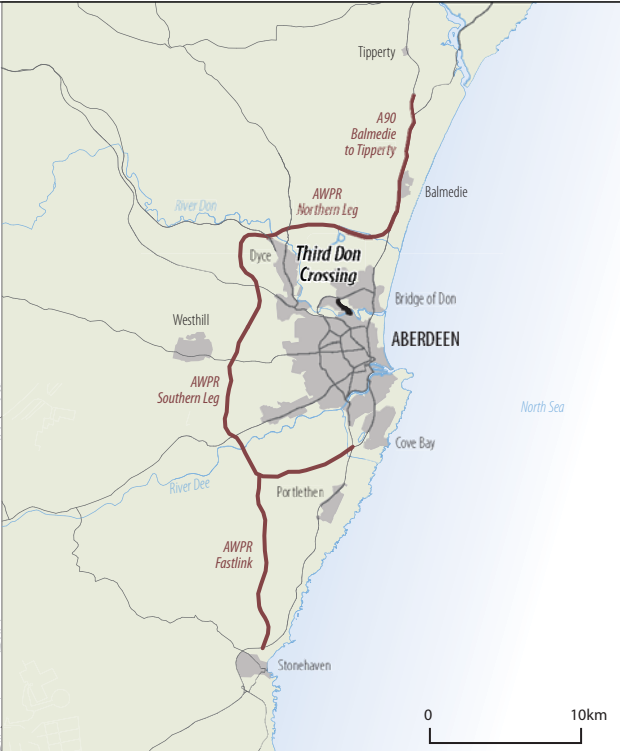 Tipperty
A90
Balmedie
to Tipperty
Balmedie
AWPR
Northern Leg
River Don
Dyce
Third Don
Crossing
Bridge of Don
Westhill
ABERDEEN
AWPR
Southern Leg
North Sea
Cove Bay
River Dee
Portlethen
AWPR
Fastlink
Stonehaven
0
10km